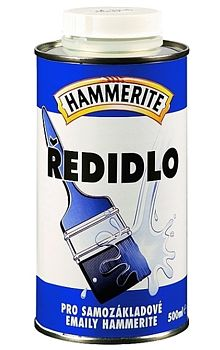 HAMMERITE
ŘEDIDLO
PRO SAMOZÁKLADOVÉ
EMAILY HAMMERITE
500ml